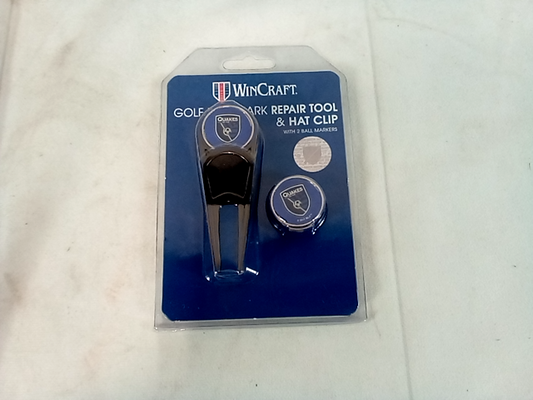 WINCRAFT.
GOLF ARK REPAIR TOOL
& HAT CLIP
WITH 2 BALL MARKERS
QUAKES
QUAKES